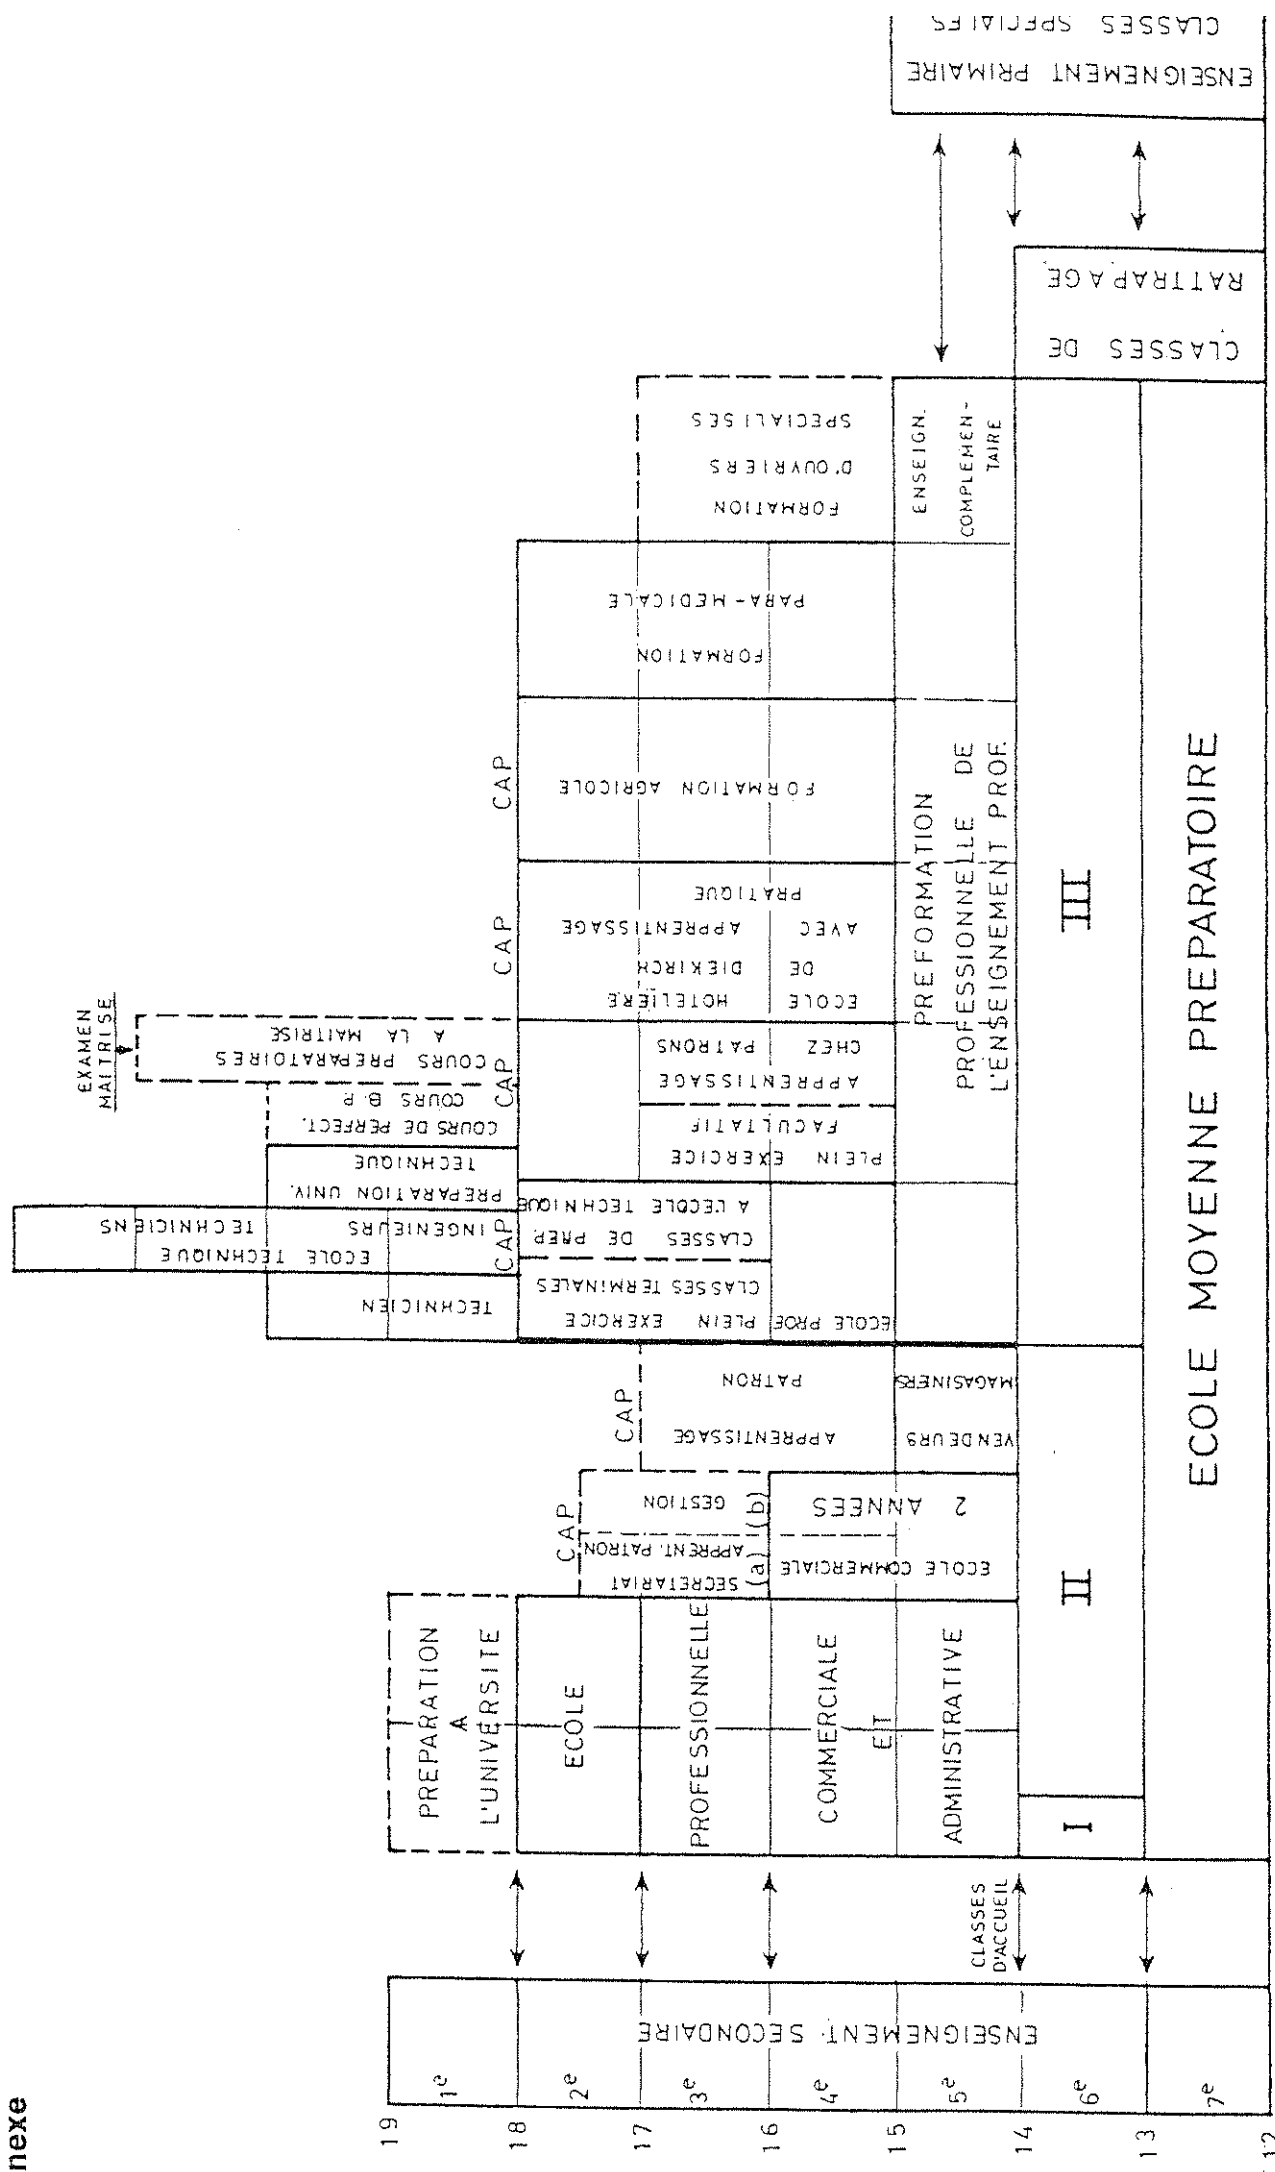 nexe
19
18
17
16
15
14
13
12
1e
2e
3e
4e
5e
6e
7e
ENSEIGNEMENT SECONDAIRE
CLASSES
D'ACCUEIL
PREPARATION
A
L'UNIVERSITE
ECOLE
PROFESSIONNELLE
COMMERCIALE
ET
ADMINISTRATIVE
I
II
III
ECOLE MOYENNE PREPARATOIRE
CAP
SECRETARIAT
APPRENT. PATRON
(a)
GESTION
(b)
ECOLE COMMERCIALE
2 ANNEES
CAP
APPRENTISSAGE
PATRON
VENDEURS
MAGASINERS
TECHNICIEN
ECOLE TECHNIQUE
INGENIEURS TECHNICIENS
PREPARATION UNIV.
TECHNIQUE
COURS DE PERFECT.
COURS B.P.
COURS PREPARATOIRES
A LA MAITRISE
EXAMEN
MAITRISE
CAP
CAP
ECOLE PROF PLEIN EXERCICE
CLASSES TERMINALES
CLASSES DE PREP.
A L'ECOLE TECHNIQUE
PLEIN EXERCICE
FACULTATIF
APPRENTISSAGE
CHEZ PATRONS
CAP
ECOLE HOTELIERE
DE DIEKIRCH
AVEC APPRENTISSAGE
PRATIQUE
CAP
FORMATION AGRICOLE
FORMATION
PARA-MEDICALE
FORMATION
D'OUVRIERS
SPECIALISES
PREFORMATION
PROFESSIONNELLE DE
L'ENSEIGNEMENT PROF.
ENSEIGN.
COMPLEMEN-
TAIRE
CLASSES DE
RATTRAPAGE
ENSEIGNEMENT PRIMAIRE
CLASSES SPECIALES